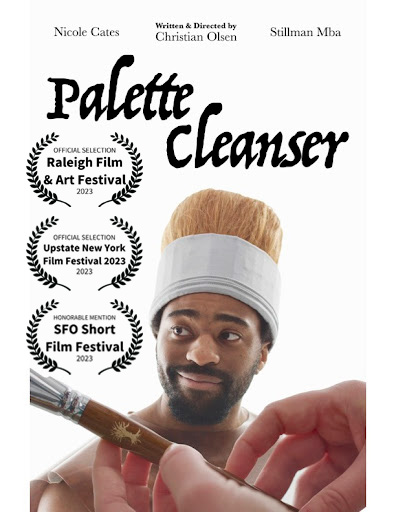 Nicole Cates
Written & Directed by
Christian Olsen
Stillman Mba
Palette
Cleanser
OFFICIAL SELECTION
Raleigh Film
& Art Festival
2023
OFFICIAL SELECTION
Upstate New York
Film Festival 2023
2023
HONORABLE MENTION
SFO Short
Film Festival
2023